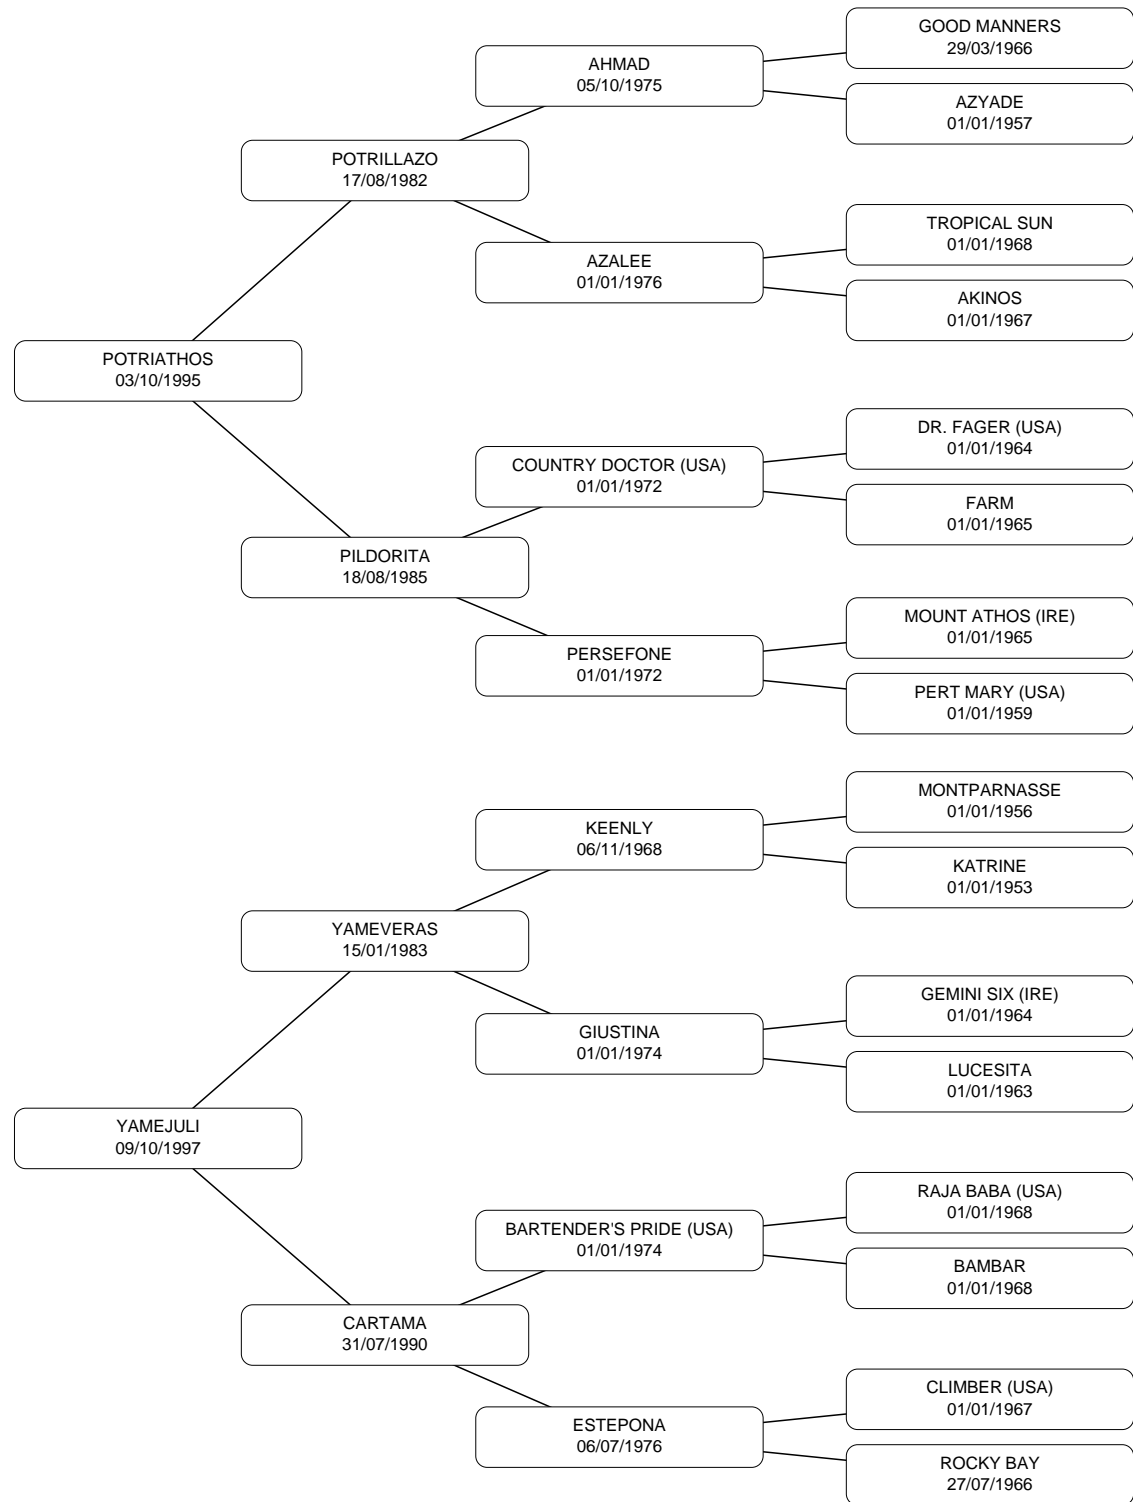 GOOD MANNERS
29/03/1966
AHMAD
05/10/1975
AZYADE
01/01/1957
POTRILLAZO
17/08/1982
TROPICAL SUN
01/01/1968
AZALEE
01/01/1976
AKINOS
01/01/1967
POTRIATHOS
03/10/1995
DR. FAGER (USA)
01/01/1964
COUNTRY DOCTOR (USA)
01/01/1972
FARM
01/01/1965
PILDORITA
18/08/1985
MOUNT ATHOS (IRE)
01/01/1965
PERSEFONE
01/01/1972
PERT MARY (USA)
01/01/1959
MONTPARNASSE
01/01/1956
KEENLY
06/11/1968
KATRINE
01/01/1953
YAMEVERAS
15/01/1983
GEMINI SIX (IRE)
01/01/1964
GIUSTINA
01/01/1974
LUCESITA
01/01/1963
YAMEJULI
09/10/1997
RAJA BABA (USA)
01/01/1968
BARTENDER'S PRIDE (USA)
01/01/1974
BAMBAR
01/01/1968
CARTAMA
31/07/1990
CLIMBER (USA)
01/01/1967
ESTEPONA
06/07/1976
ROCKY BAY
27/07/1966